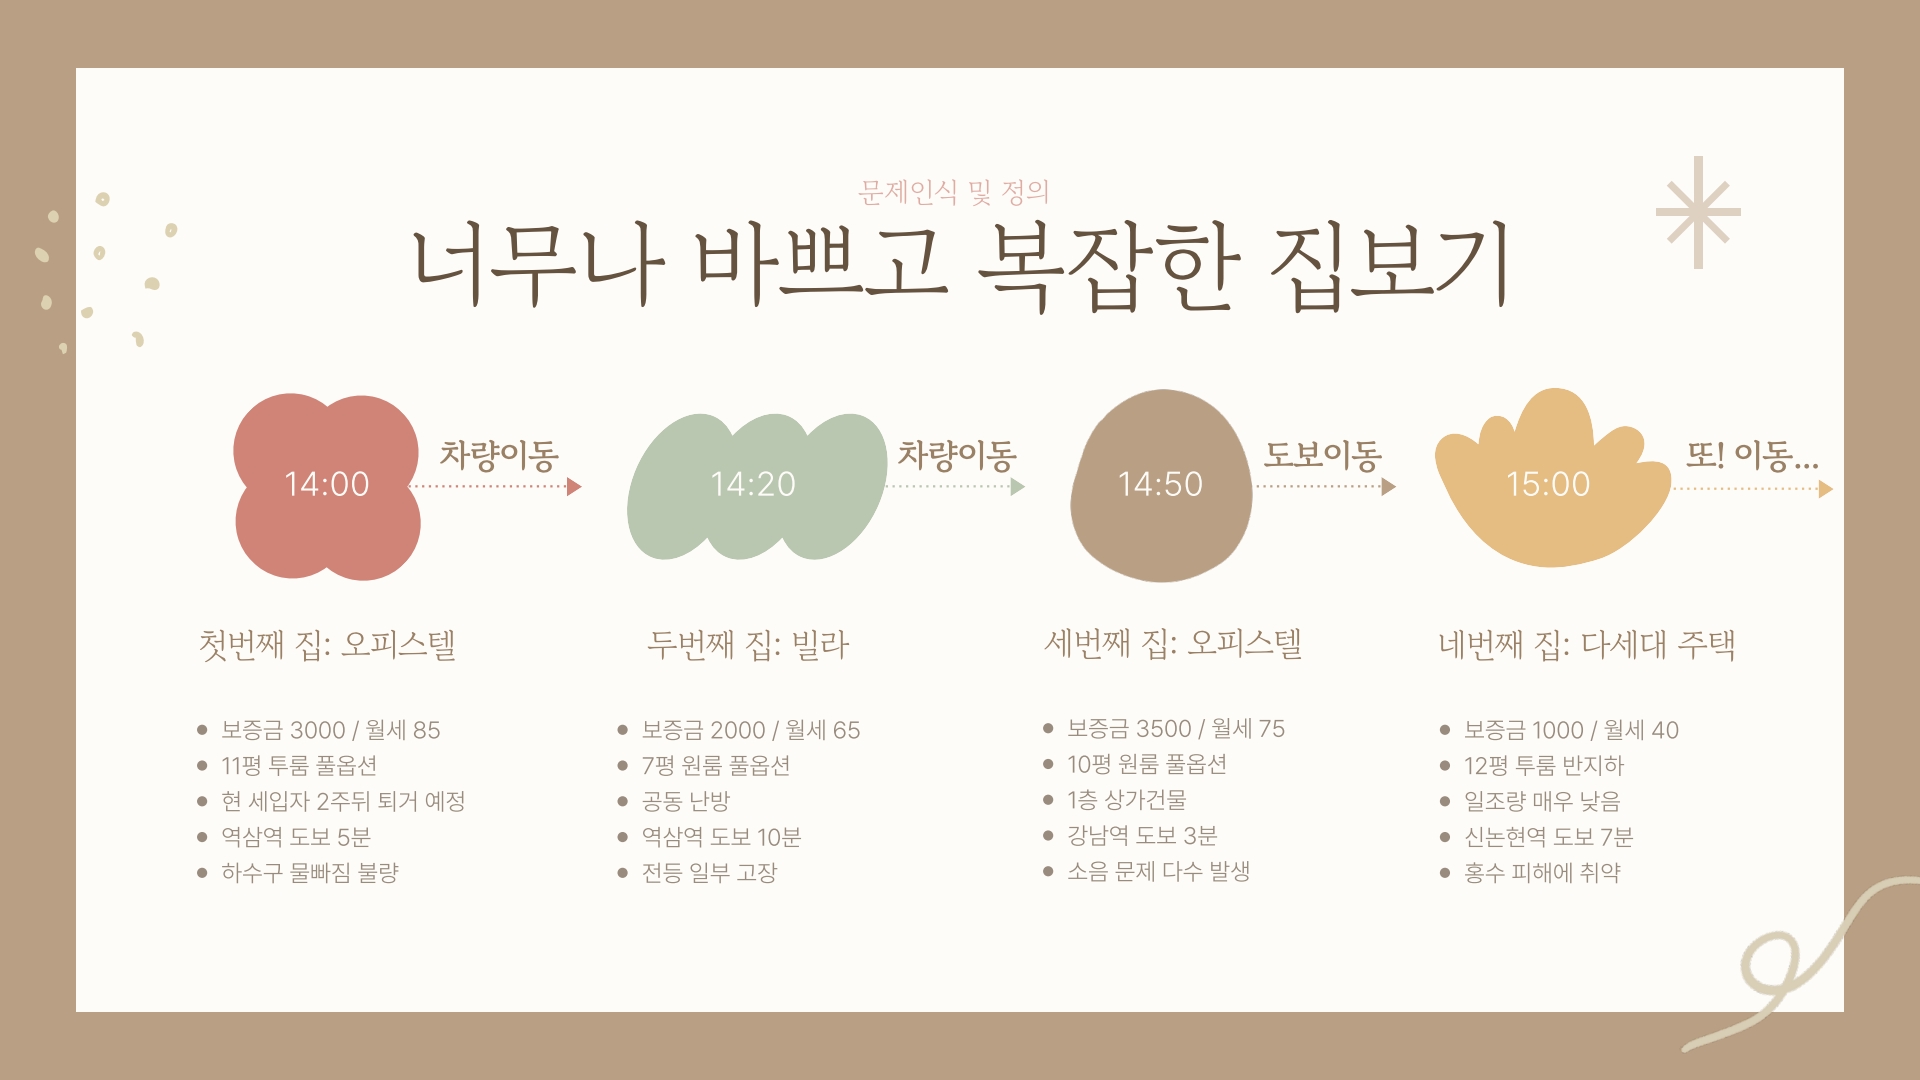 문제인식 및 정의
너무나 바쁘고 복잡한 집보기
14:00
차량이동
14:20
차량이동
14:50
도보이동
15:00
또! 이동...
첫번째 집: 오피스텔
보증금 3000 / 월세 85
11평 투룸 풀옵션
현 세입자 2주뒤 퇴거 예정
역삼역 도보 5분
하수구 물빠짐 불량
두번째 집: 빌라
보증금 2000 / 월세 65
7평 원룸 풀옵션
공동 난방
역삼역 도보 10분
전등 일부 고장
세번째 집: 오피스텔
보증금 3500 / 월세 75
10평 원룸 풀옵션
1층 상가건물
강남역 도보 3분
소음 문제 다수 발생
네번째 집: 다세대 주택
보증금 1000 / 월세 40
12평 투룸 반지하
일조량 매우 낮음
신논현역 도보 7분
홍수 피해에 취약